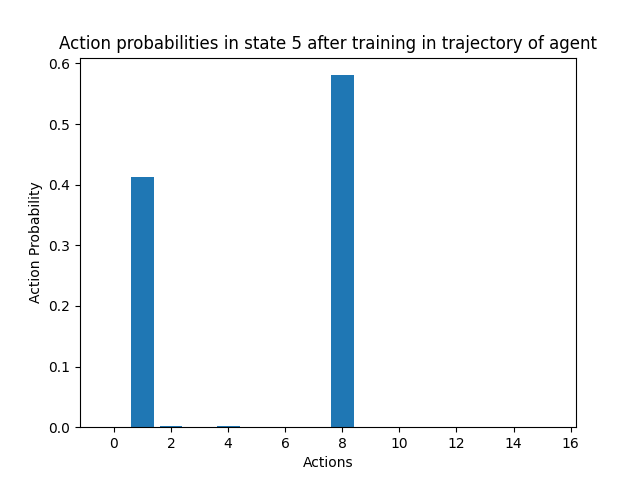 Action probabilities in state 5 after training in trajectory of agent
0.6
0.5
0.4
0.3
0.2
0.1
0.0
Action Probability
0 2 4 6 8 10 12 14 16
Actions